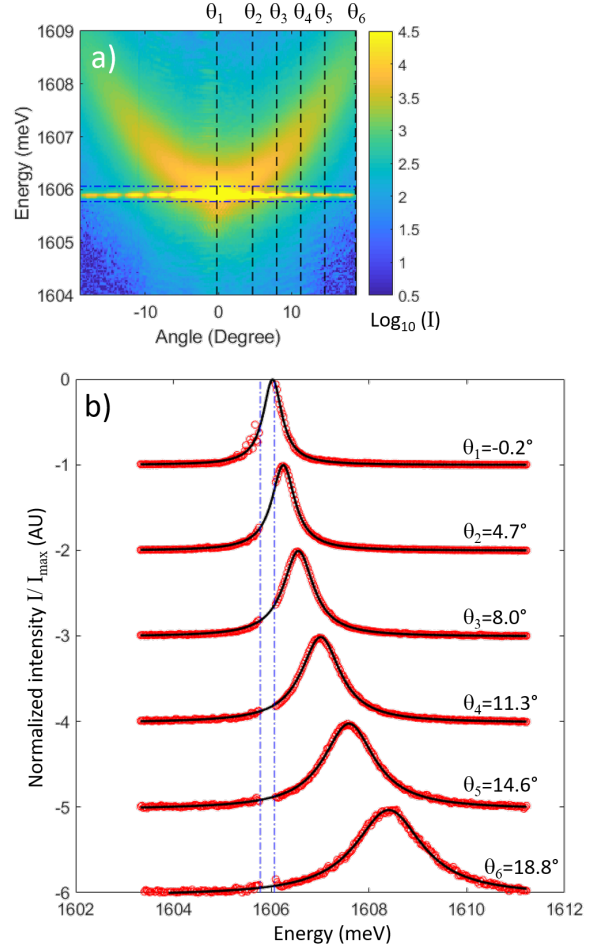 θ1 θ2 θ3 θ4 θ5 θ6
a)
1609
1608
1607
1606
1605
1604
Energy (meV)
-10 0 10
Angle (Degree)
4.5
4
3.5
3
2.5
2
1.5
1
0.5
Log10 (I)
b)
0
-1
-2
-3
-4
-5
-6
Normalized intensity I/ Imax (AU)
θ1=-0.2°
θ2=4.7°
θ3=8.0°
θ4=11.3°
θ5=14.6°
θ6=18.8°
1602 1604 1606 1608 1610 1612
Energy (meV)